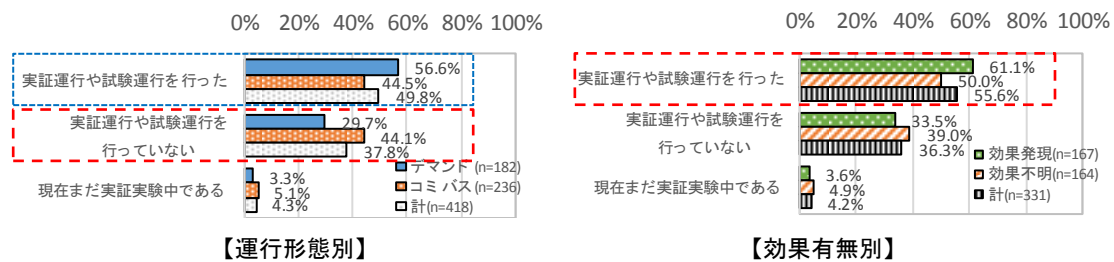 0% 20% 40% 60% 80% 100%
実証運行や試験運行を行った
56.6%
44.5%
49.8%
実証運行や試験運行を
行っていない
29.7%
44.1%
37.8%
現在まだ実証実験中である
3.3%
5.1%
4.3%
デマンド (n=182)
コミバス (n=236)
計(n=418)
【運行形態別】
0% 20% 40% 60% 80% 100%
実証運行や試験運行を行った
61.1%
50.0%
55.6%
実証運行や試験運行を
行っていない
33.5%
39.0%
36.3%
現在まだ実証実験中である
3.6%
4.9%
4.2%
効果発現(n=167)
効果不明(n=164)
計(n=331)
【効果有無別】